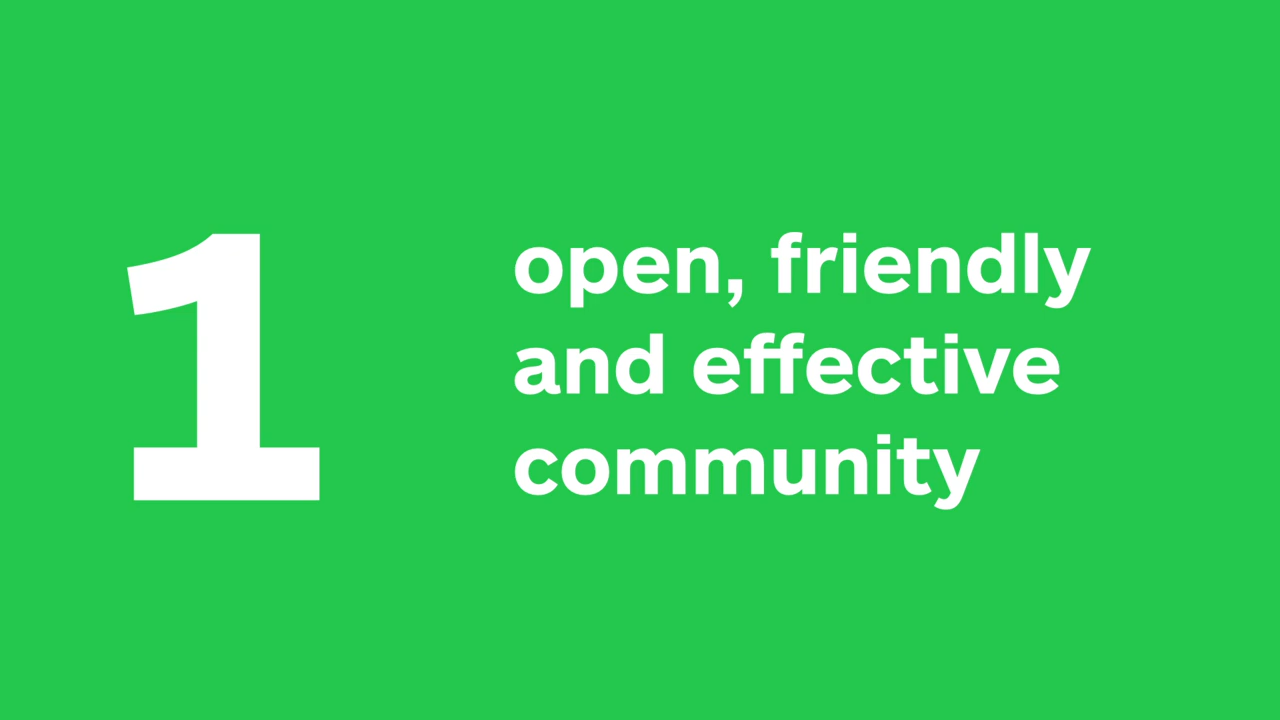 1
open, friendly
and effective
community